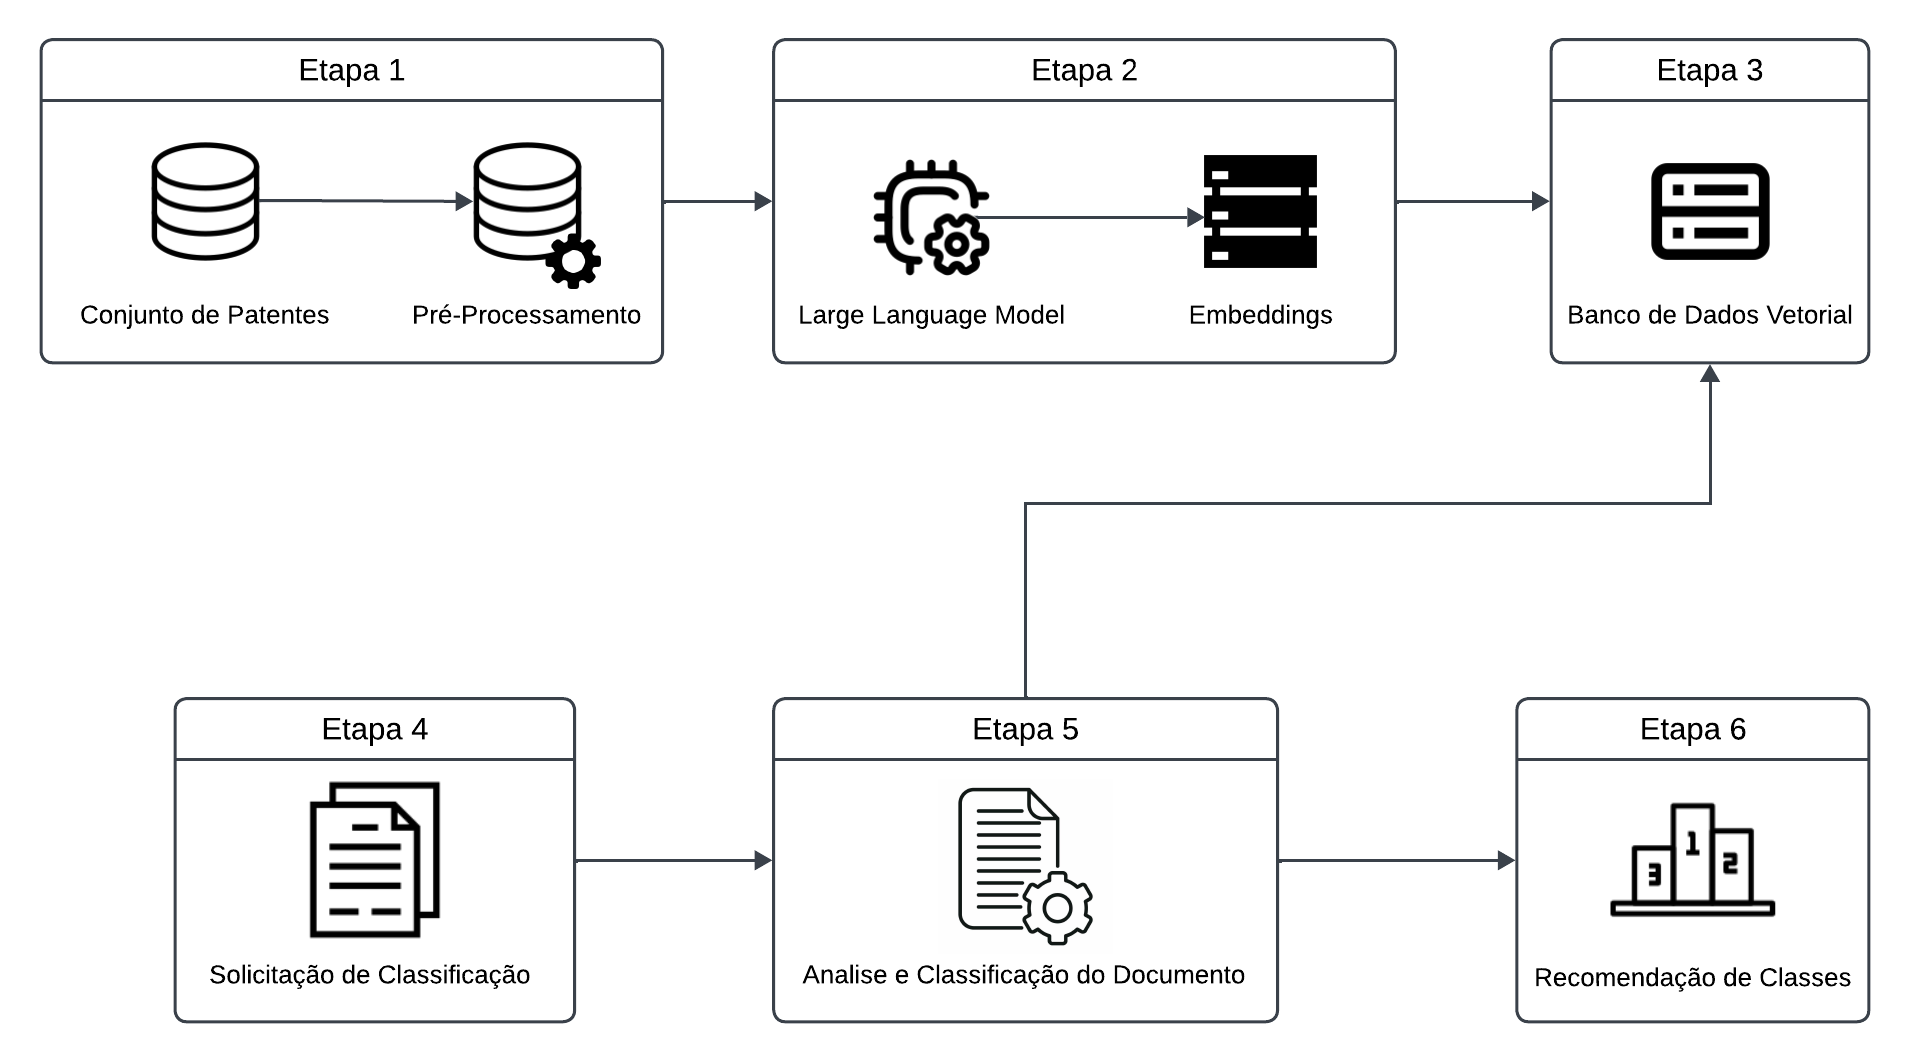 Etapa 1
Conjunto de Patentes
Pré-Processamento
Etapa 2
Large Language Model
Embeddings
Etapa 3
Banco de Dados Vetorial
Etapa 4
Solicitação de Classificação
Etapa 5
Analise e Classificação do Documento
Etapa 6
1
2
3
Recomendação de Classes